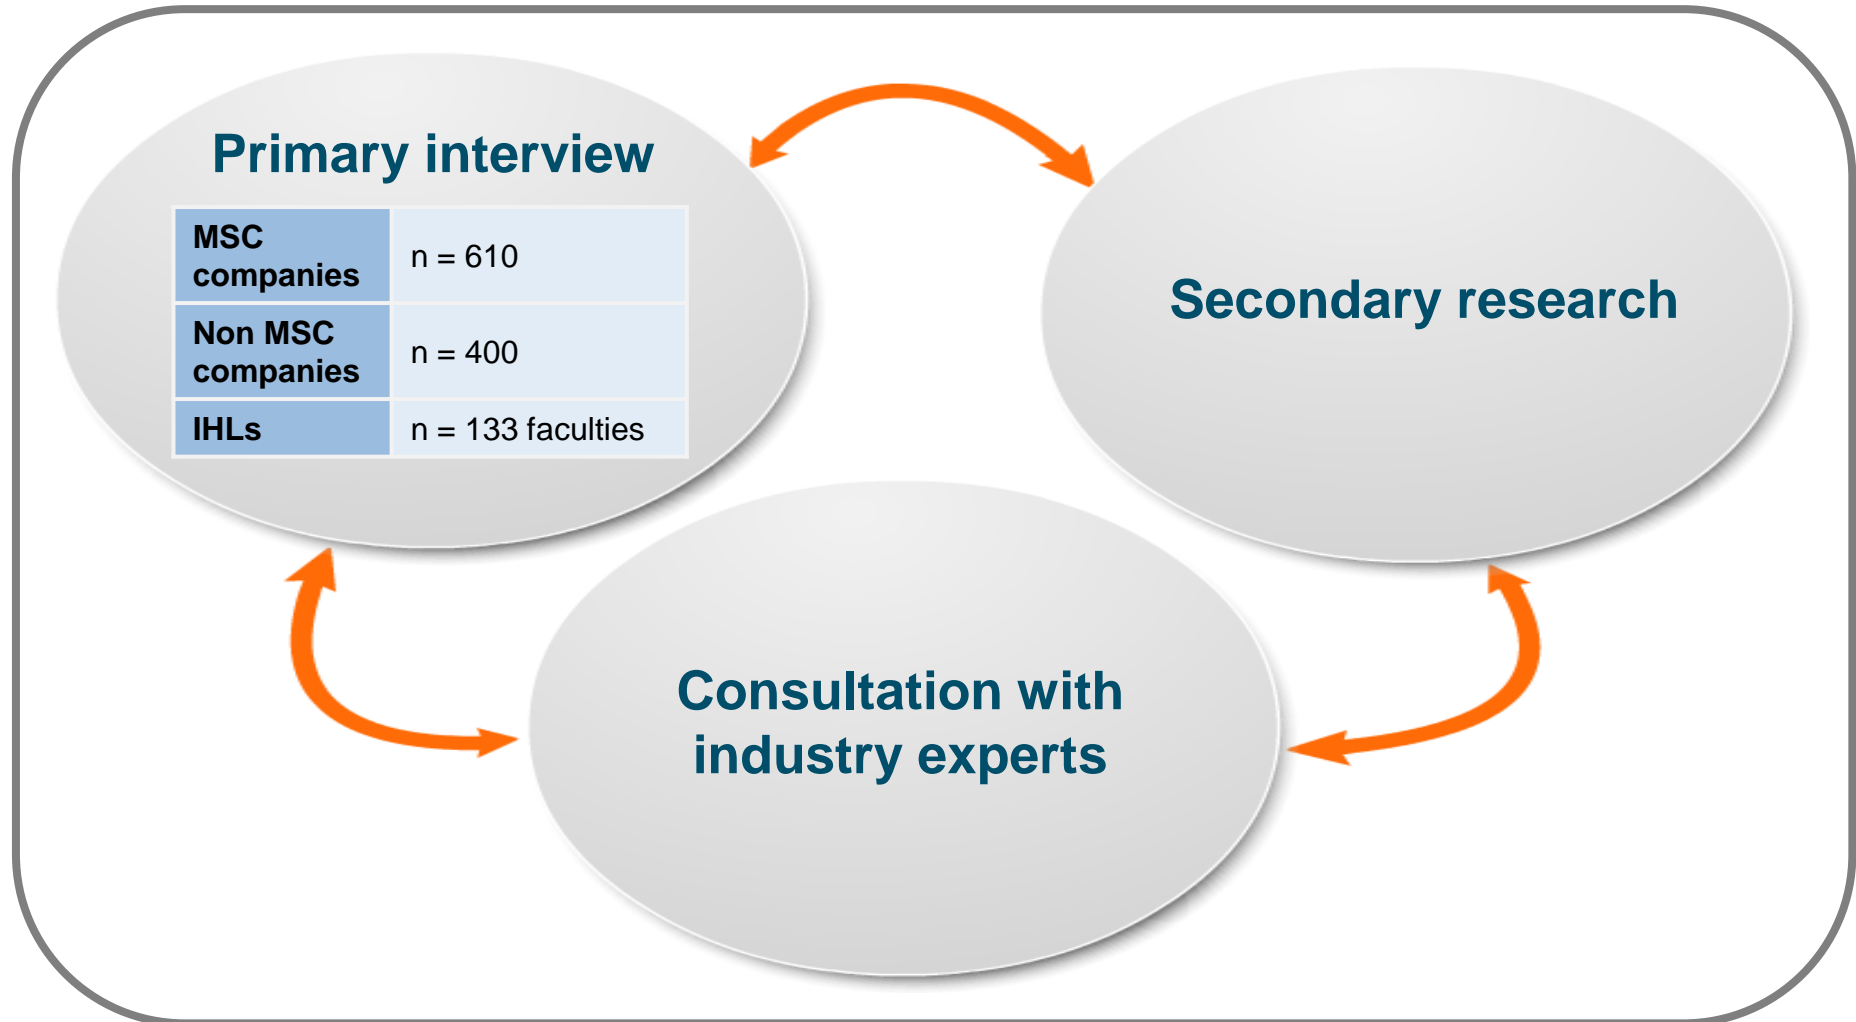 Primary interview
MSC
companies
n = 610
Non MSC
companies
n = 400
IHLs
n = 133 faculties
Secondary research
Consultation with
industry experts